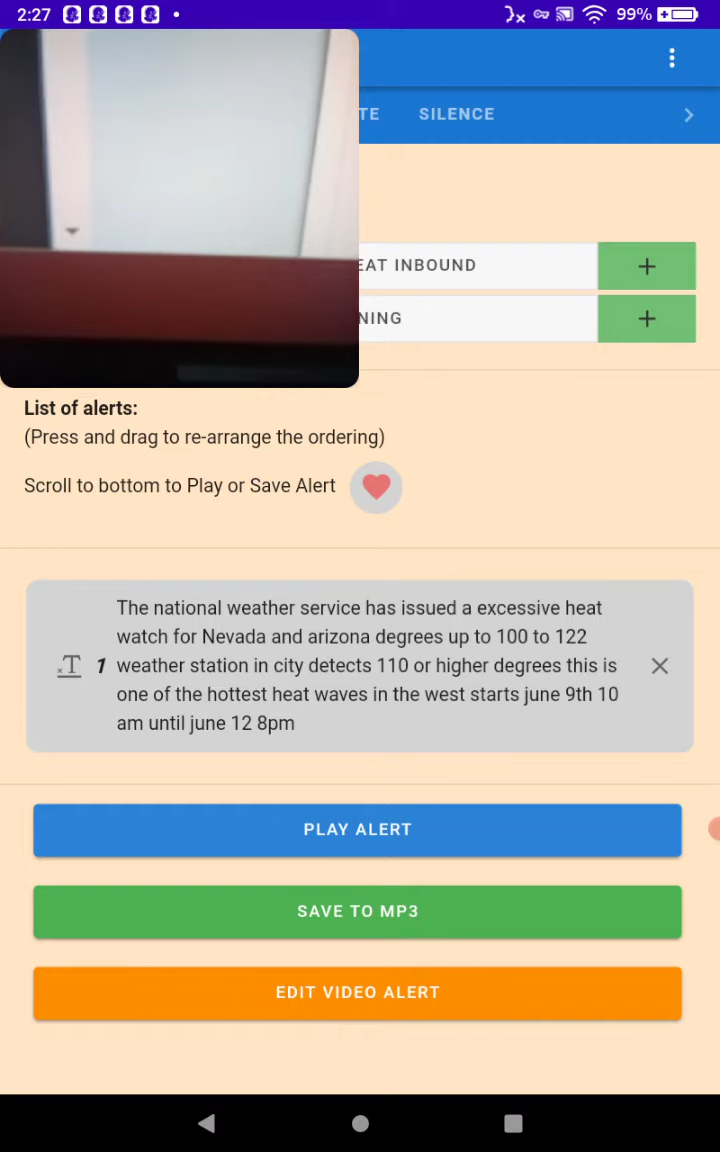 2:27
99%
TE SILENCE
EAT INBOUND
+
NING
+
List of alerts:
(Press and drag to re-arrange the ordering)
Scroll to bottom to Play or Save Alert
The national weather service has issued a excessive heat
watch for Nevada and arizona degrees up to 100 to 122
1 weather station in city detects 110 or higher degrees this is
one of the hottest heat waves in the west starts june 9th 10
am until june 12 8pm
PLAY ALERT
SAVE TO MP3
EDIT VIDEO ALERT